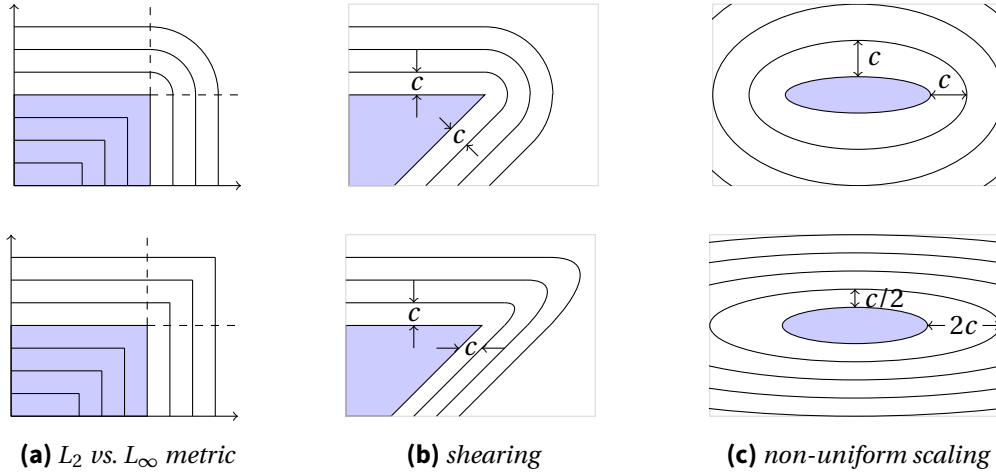 c
c
c
c
c
c
c/2
2c
(a) L₂ vs. L∞ metric
(b) shearing
(c) non-uniform scaling